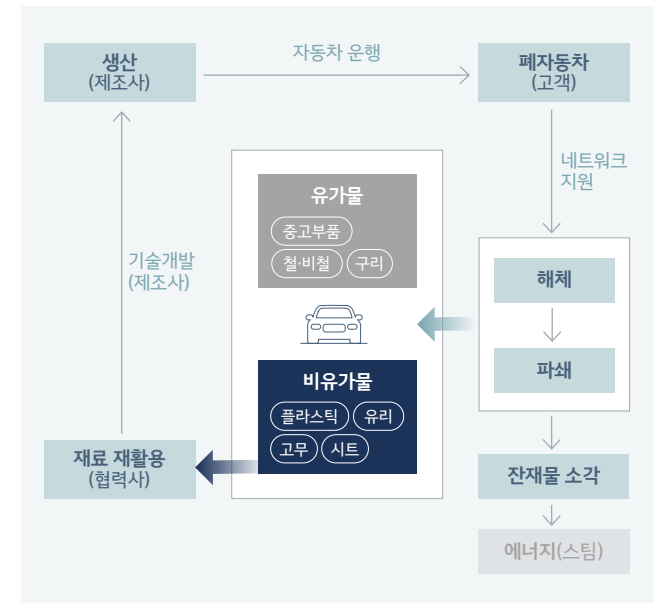 생산
(제조사)
자동차 운행
폐자동차
(고객)
네트워크
지원
유가물
중고부품
철·비철 구리
기술개발
(제조사)
해체
파쇄
비유가물
플라스틱 유리
고무 시트
재료 재활용
(협력사)
잔재물 소각
에너지(스팀)